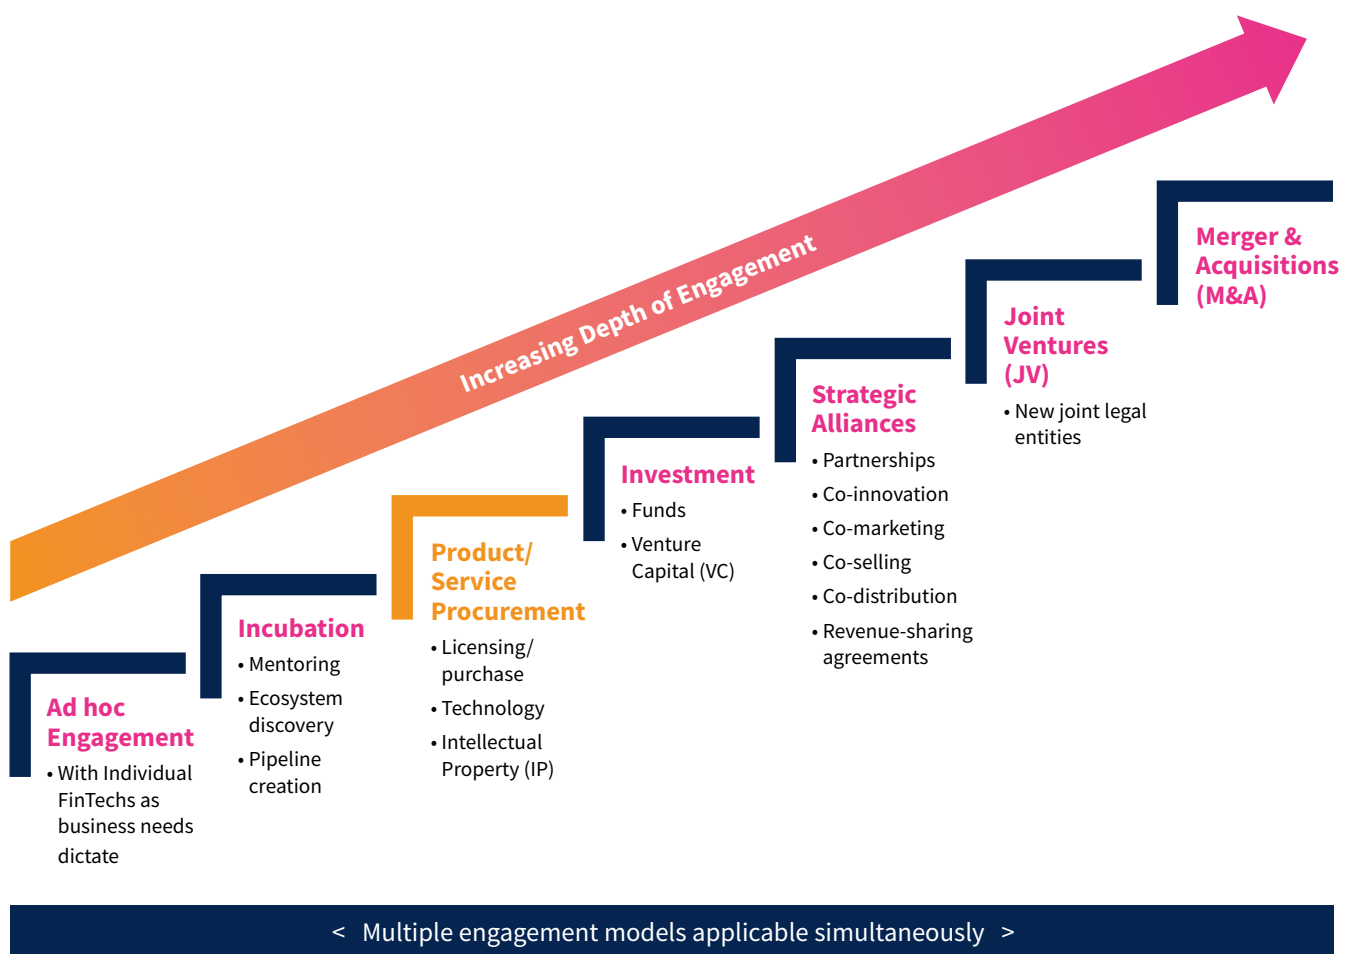 Increasing Depth of Engagement
Ad hoc
Engagement
• With Individual
FinTechs as
business needs
dictate
Incubation
• Mentoring
• Ecosystem
discovery
• Pipeline
creation
Product/
Service
Procurement
• Licensing/
purchase
• Technology
• Intellectual
Property (IP)
Investment
• Funds
• Venture
Capital (VC)
Strategic
Alliances
• Partnerships
• Co-innovation
• Co-marketing
• Co-selling
• Co-distribution
• Revenue-sharing
agreements
Joint
Ventures
(JV)
• New joint legal
entities
Merger &
Acquisitions
(M&A)
< Multiple engagement models applicable simultaneously >